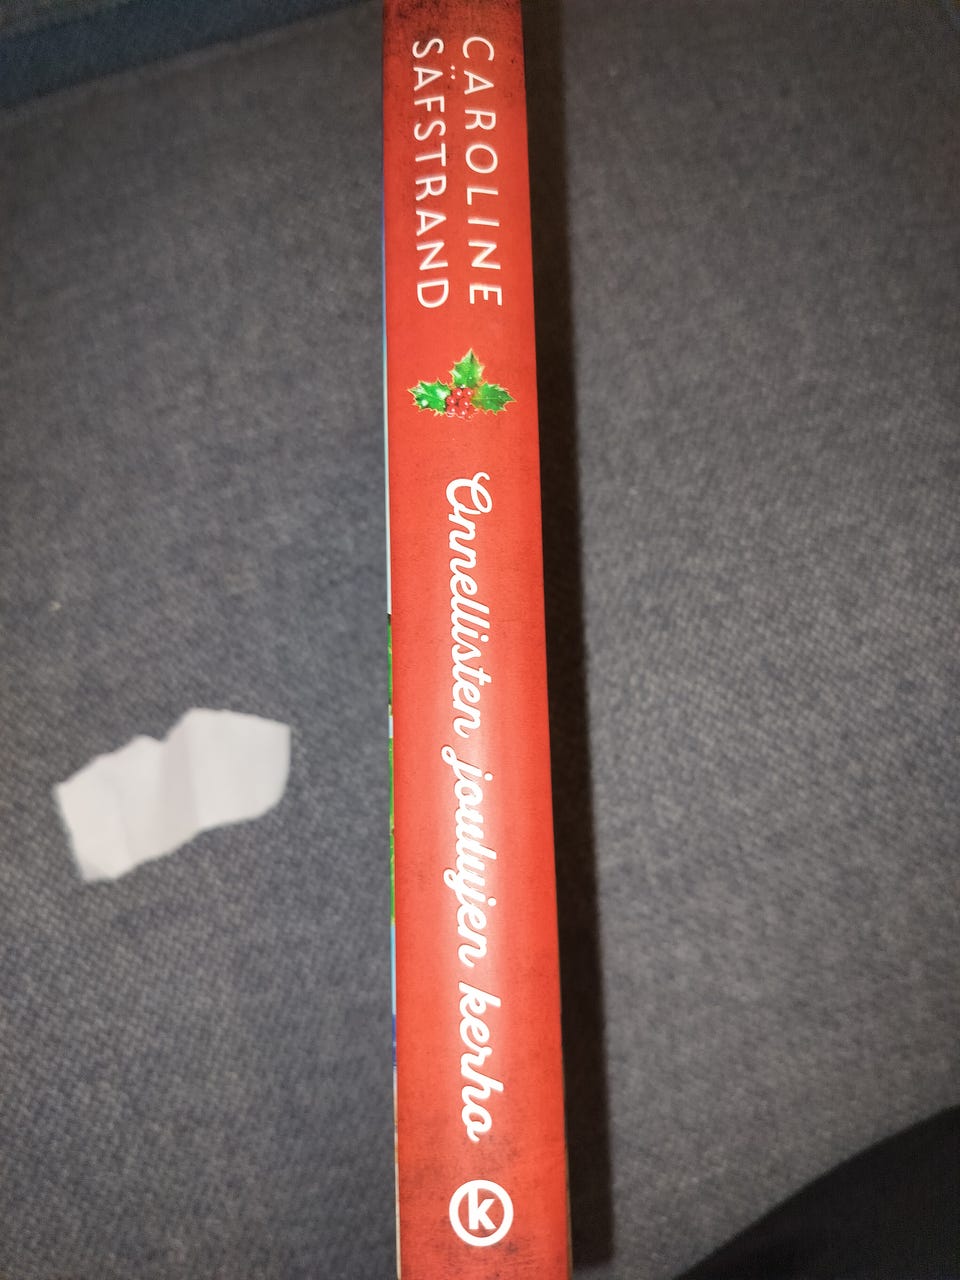 CAROLINE
SÄFSTRAND
Onnellisten joulujen kerho
k